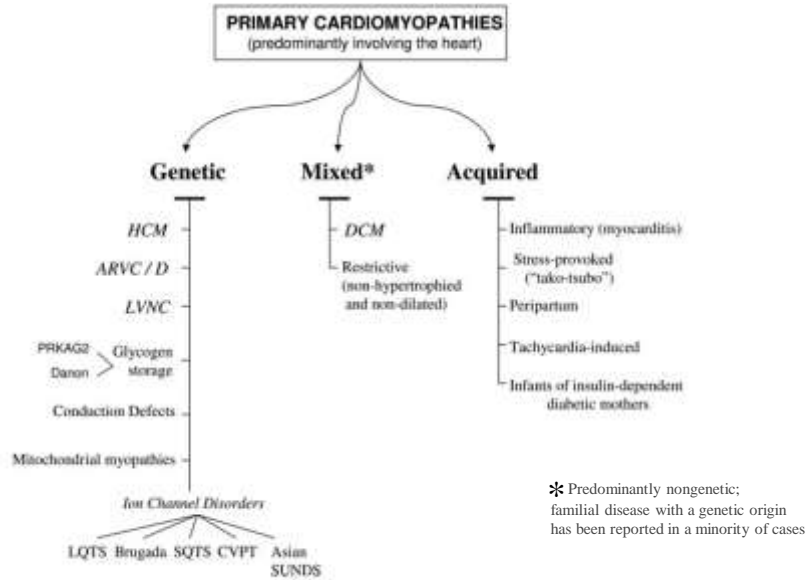 PRIMARY CARDIOMYOPATHIES
(predominantly involving the heart)
Genetic
Mixed*
Acquired
HCM
ARVC / D
LVNC
PRKAG2
Danon
Glycogen
storage
Conduction Defects
Mitochondrial myopathies
Ion Channel Disorders
LQTS Brugada SQTS CVPT Asian
SUNDS
DCM
Restrictive
(non-hypertrophied
and non-dilated)
Inflammatory (myocarditis)
Stress-provoked
("tako-tsubo")
Peripartum
Tachycardia-induced
Infants of insulin-dependent
diabetic mothers
* Predominantly nongenetic;
familial disease with a genetic origin
has been reported in a minority of cases